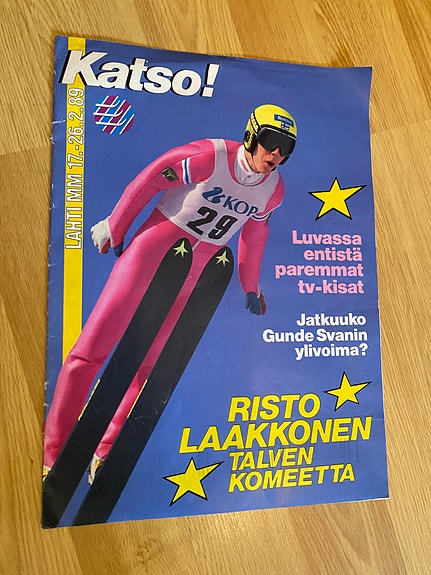 Katso!
LAHTI MM 17.-26.2.89
KOP
29
Luvassa
entistä
paremmat
tv-kisat
Jatkuuko
Gunde Svanin
ylivoima?
RISTO
LAAKKONEN
TALVEN
KOMEETTA